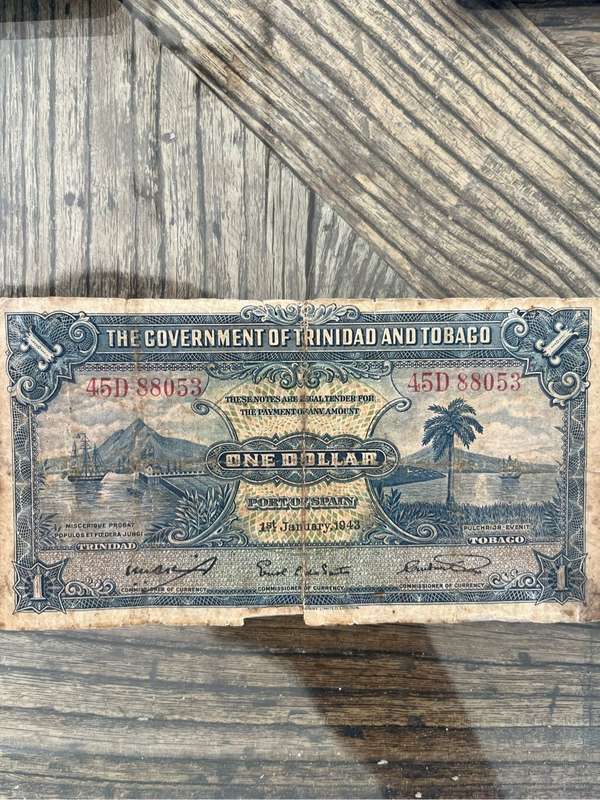 THE GOVERNMENT OF TRINIDAD AND TOBAGO
1 1
45D 88053 45D 88053
THESE NOTES ARE LEGAL TENDER FOR
THE PAYMENT OF ANY AMOUNT
ONE DOLLAR
PORT OF SPAIN
1st January, 1943
MISCERIQUE PROBAT
POPULOS ET FŒDERA JUNGI
PULCHRIOR EVENIT
TRINIDAD TOBAGO
COMMISSIONER OF CURRENCY COMMISSIONER OF CURRENCY COMMISSIONER OF CURRENCY
1 1